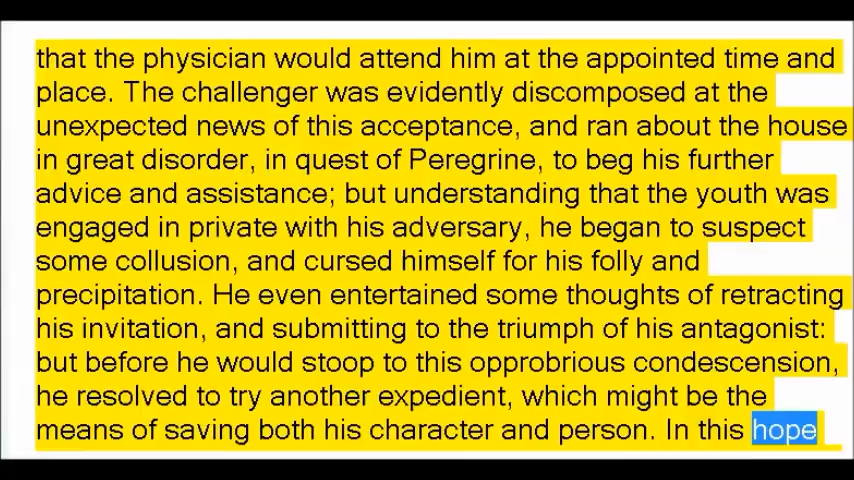 that the physician would attend him at the appointed time and
place. The challenger was evidently discomposed at the
unexpected news of this acceptance, and ran about the house
in great disorder, in quest of Peregrine, to beg his further
advice and assistance; but understanding that the youth was
engaged in private with his adversary, he began to suspect
some collusion, and cursed himself for his folly and
precipitation. He even entertained some thoughts of retracting
his invitation, and submitting to the triumph of his antagonist:
but before he would stoop to this opprobrious condescension,
he resolved to try another expedient, which might be the
means of saving both his character and person. In this hope